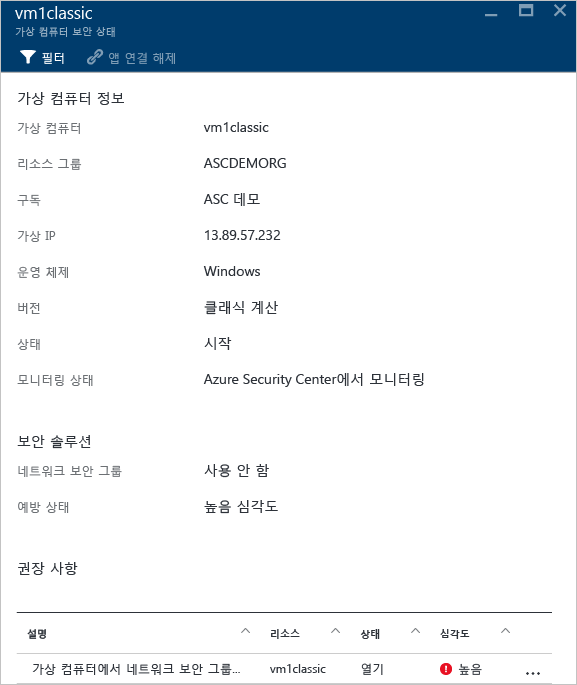 vm1classic
가상 컴퓨터 보안 상태
필터 앱 연결 해제
가상 컴퓨터 정보
가상 컴퓨터 vm1classic
리소스 그룹 ASCDEMORG
구독 ASC 데모
가상 IP 13.89.57.232
운영 체제 Windows
버전 클래식 계산
상태 시작
모니터링 상태 Azure Security Center에서 모니터링
보안 솔루션
네트워크 보안 그룹 사용 안 함
예방 상태 높음 심각도
권장 사항
설명 리소스 상태 심각도
가상 컴퓨터에서 네트워크 보안 그룹... vm1classic 열기 높음 ...